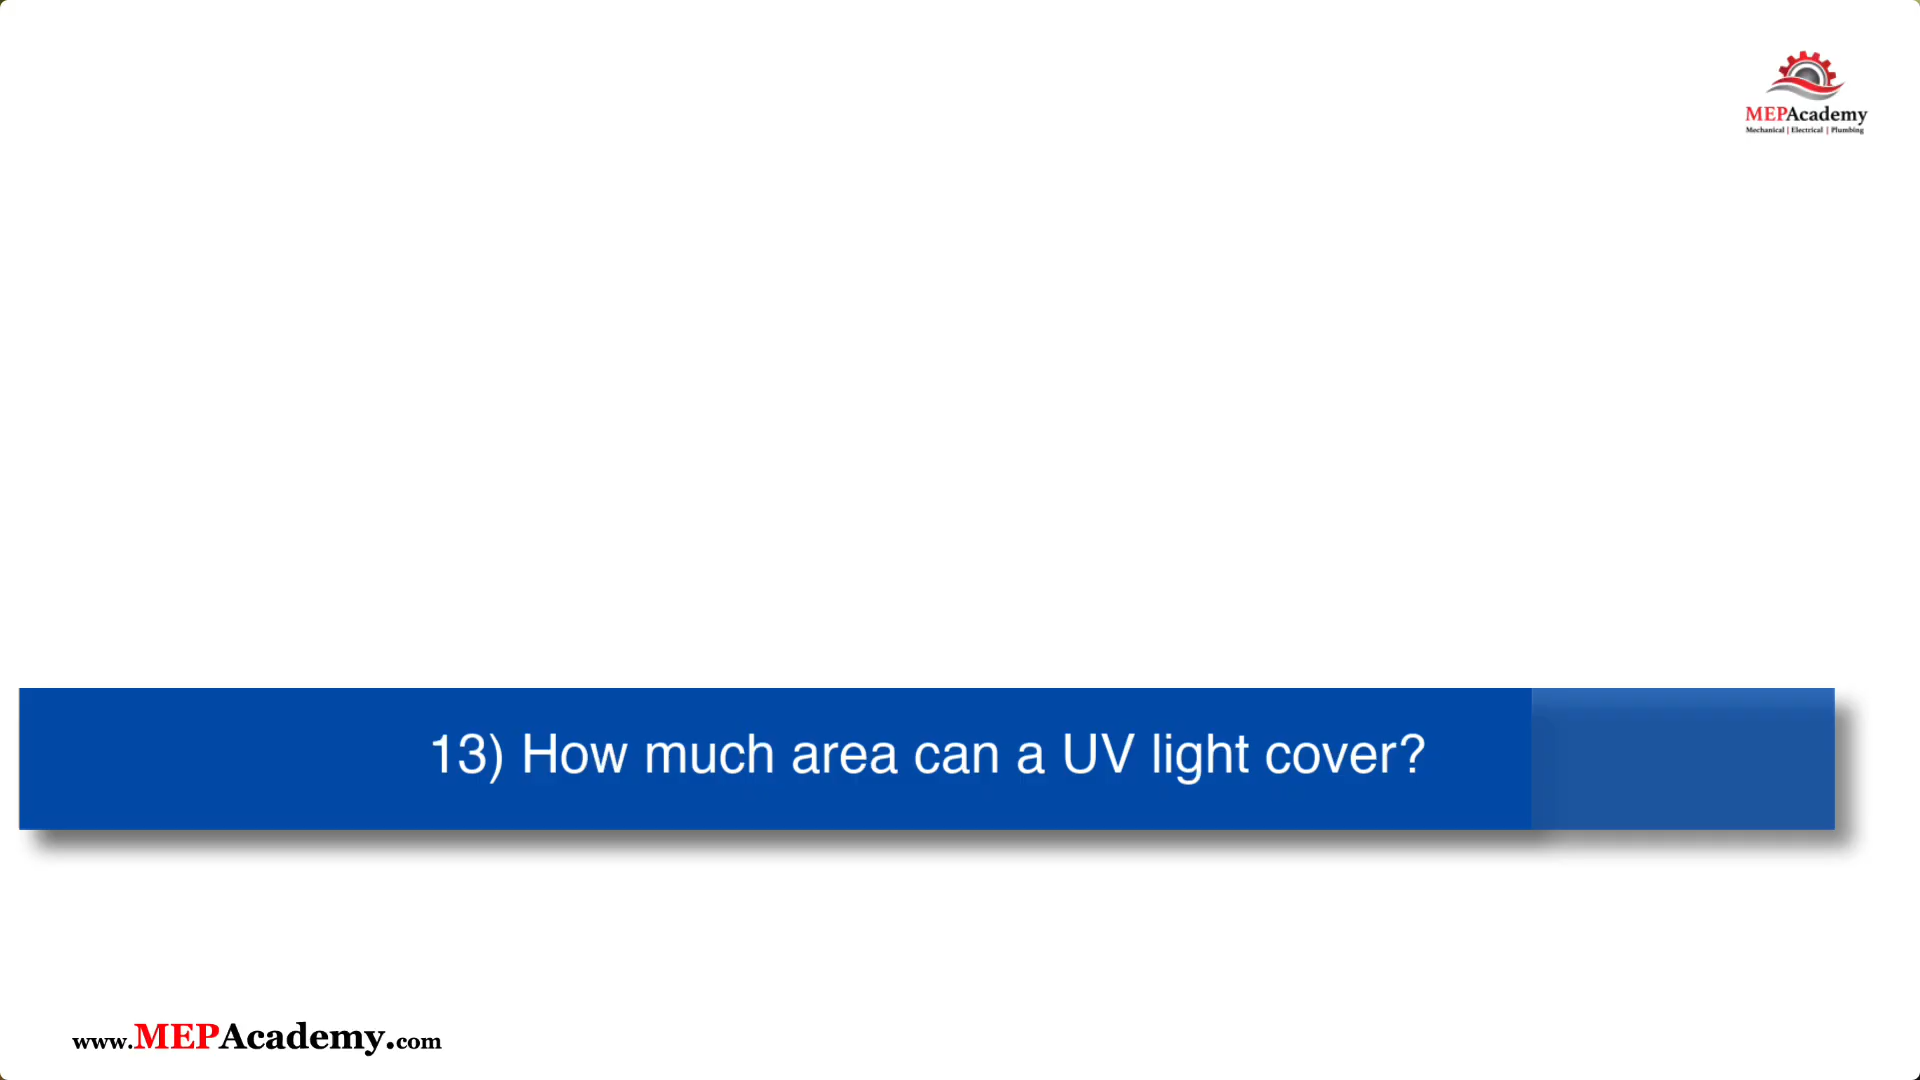 MEPAcademy
Mechanical | Electrical | Plumbing
13) How much area can a UV light cover?
www.MEPAcademy.com